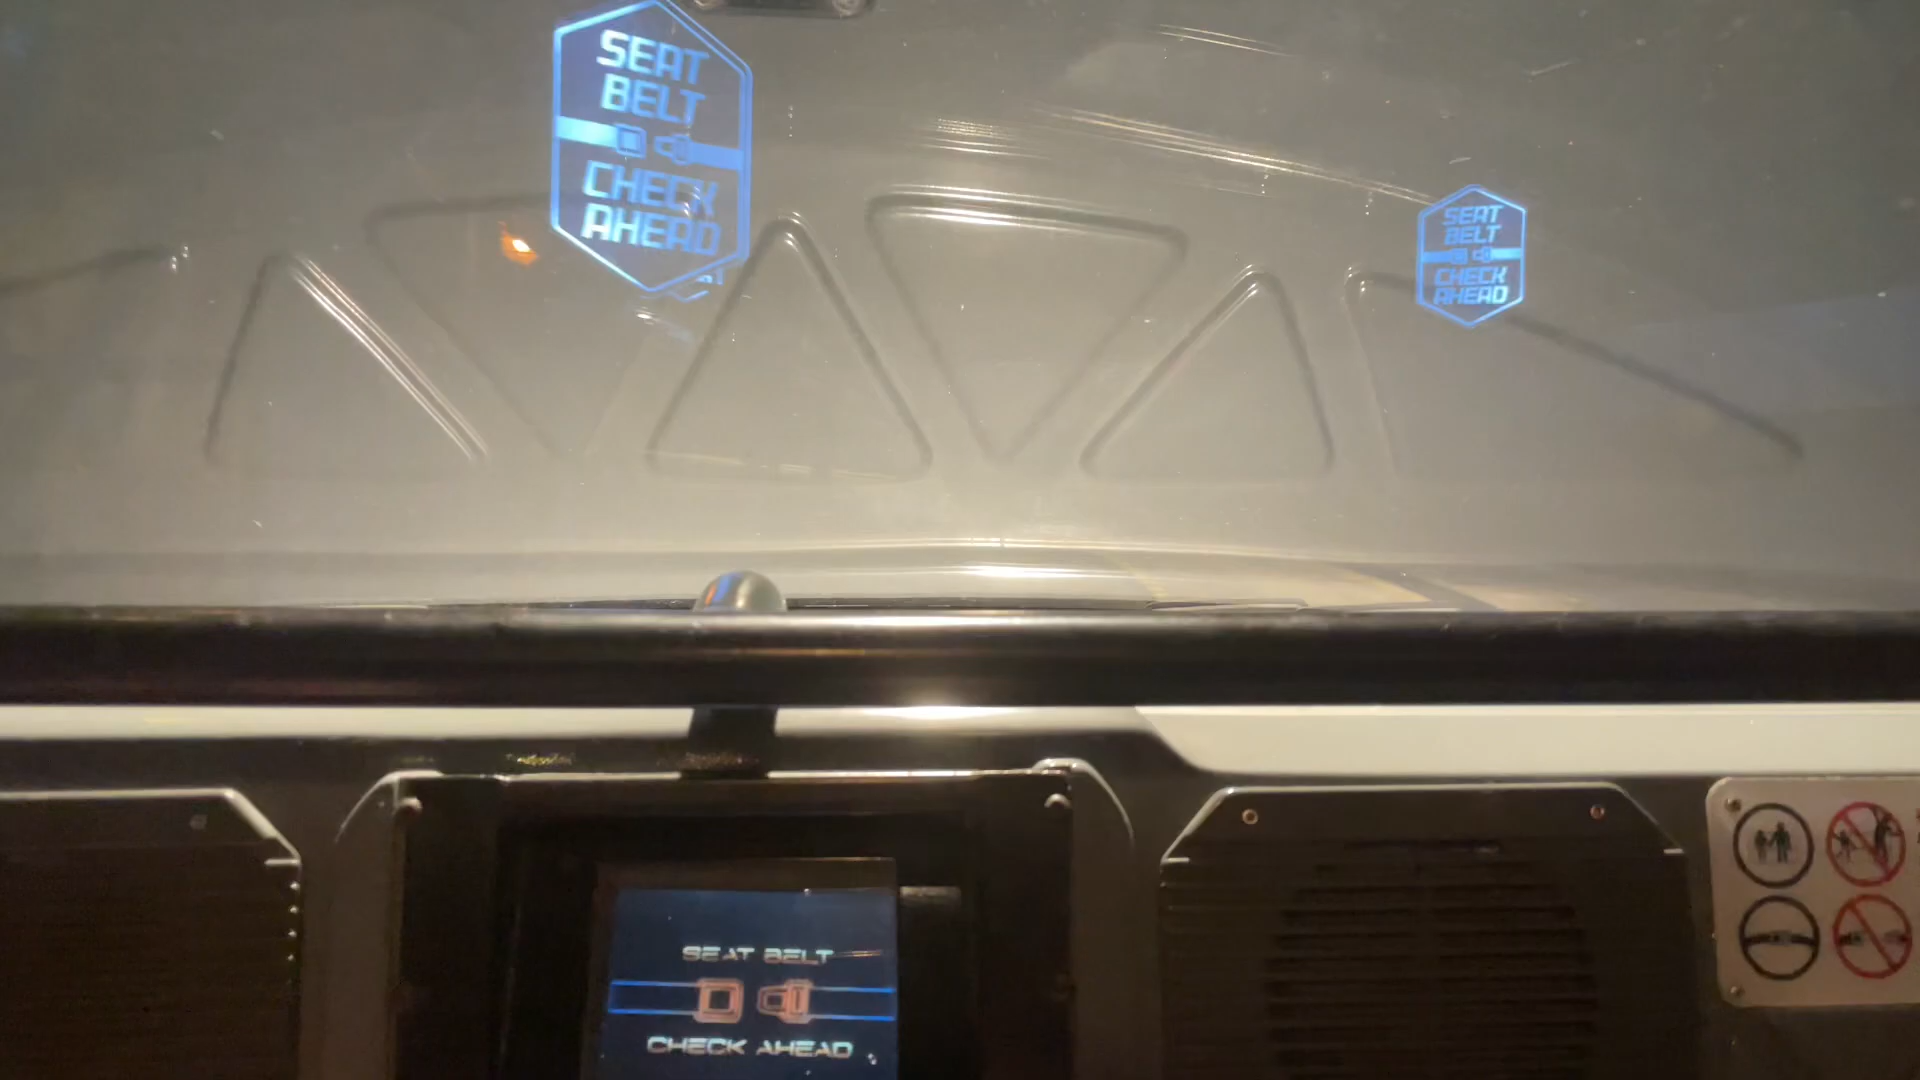 SEAT
BELT
CHECK
AHEAD
SEAT
BELT
CHECK
AHEAD
SEAT BELT
CHECK AHEAD